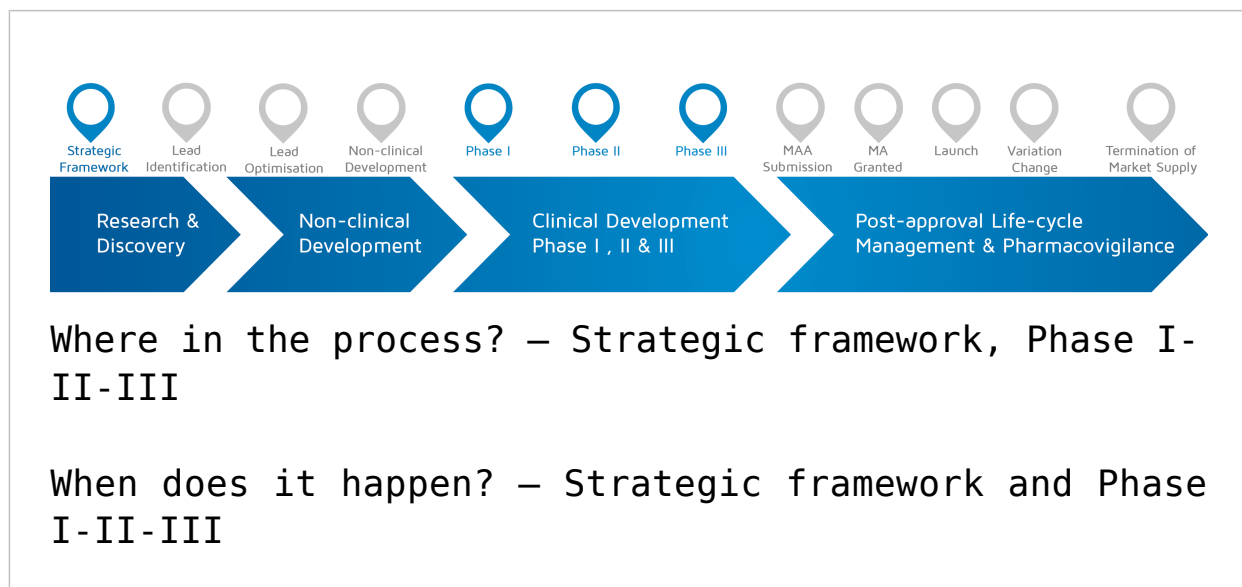 Strategic
Framework
Lead
Identification
Lead
Optimisation
Non-clinical
Development
Phase I
Phase II
Phase III
MAA
Submission
MA
Granted
Launch
Variation
Change
Termination of
Market Supply
Research &
Discovery
Non-clinical
Development
Clinical Development
Phase I , II & III
Post-approval Life-cycle
Management & Pharmacovigilance
Where in the process? – Strategic framework, Phase I-
II-III
When does it happen? – Strategic framework and Phase
I-II-III